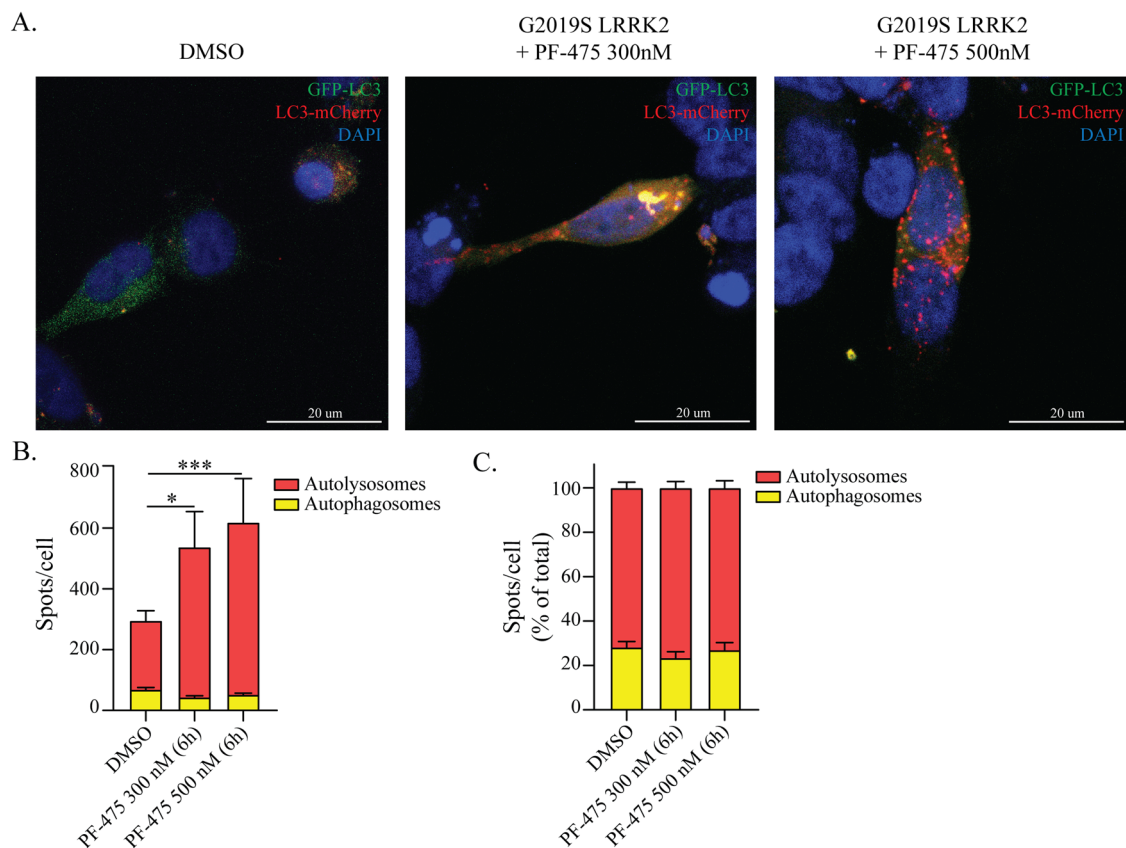 A.
DMSO
G2019S LRRK2
+ PF-475 300nM
G2019S LRRK2
+ PF-475 500nM
GFP-LC3
LC3-mCherry
DAPI
20 um
GFP-LC3
LC3-mCherry
DAPI
20 um
GFP-LC3
LC3-mCherry
DAPI
20 um
B.
Spots/cell
800
600
400
200
0
***
*
Autolysosomes
Autophagosomes
DMSO
PF-475 300 nM (6h)
PF-475 500 nM (6h)
C.
Spots/cell
(% of total)
100
80
60
40
20
0
Autolysosomes
Autophagosomes
DMSO
PF-475 300 nM (6h)
PF-475 500 nM (6h)